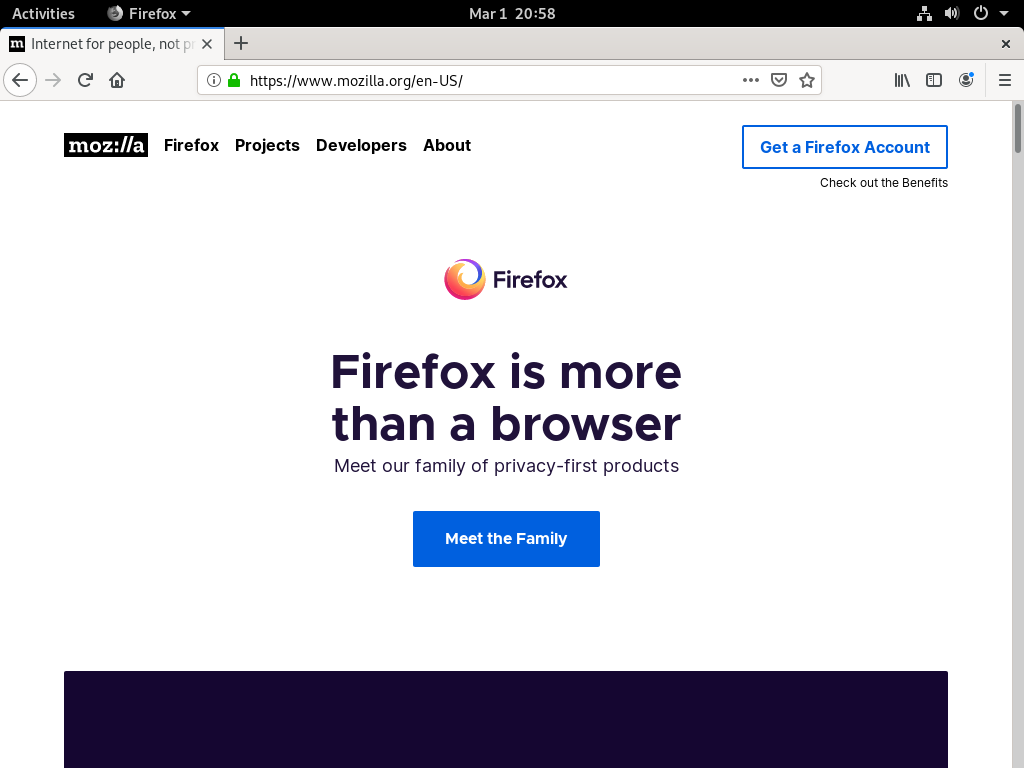 Activities Firefox Mar 1 20:58
m Internet for people, not pr
https://www.mozilla.org/en-US/
moz://a Firefox Projects Developers About Get a Firefox Account
Check out the Benefits
Firefox
Firefox is more
than a browser
Meet our family of privacy-first products
Meet the Family